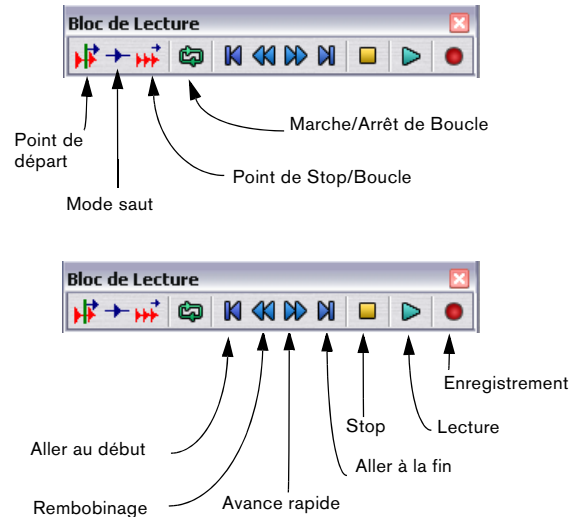 Bloc de Lecture
Marche/Arrêt de Boucle
Point de
départ
Point de Stop/Boucle
Mode saut
Bloc de Lecture
Enregistrement
Stop
Lecture
Aller au début
Aller à la fin
Rembobinage
Avance rapide